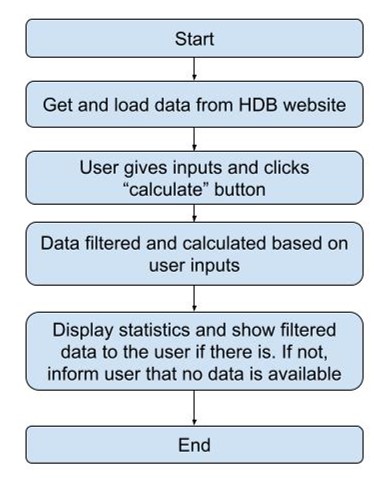 Start
Get and load data from HDB website
User gives inputs and clicks
“calculate” button
Data filtered and calculated based on
user inputs
Display statistics and show filtered
data to the user if there is. If not,
inform user that no data is available
End